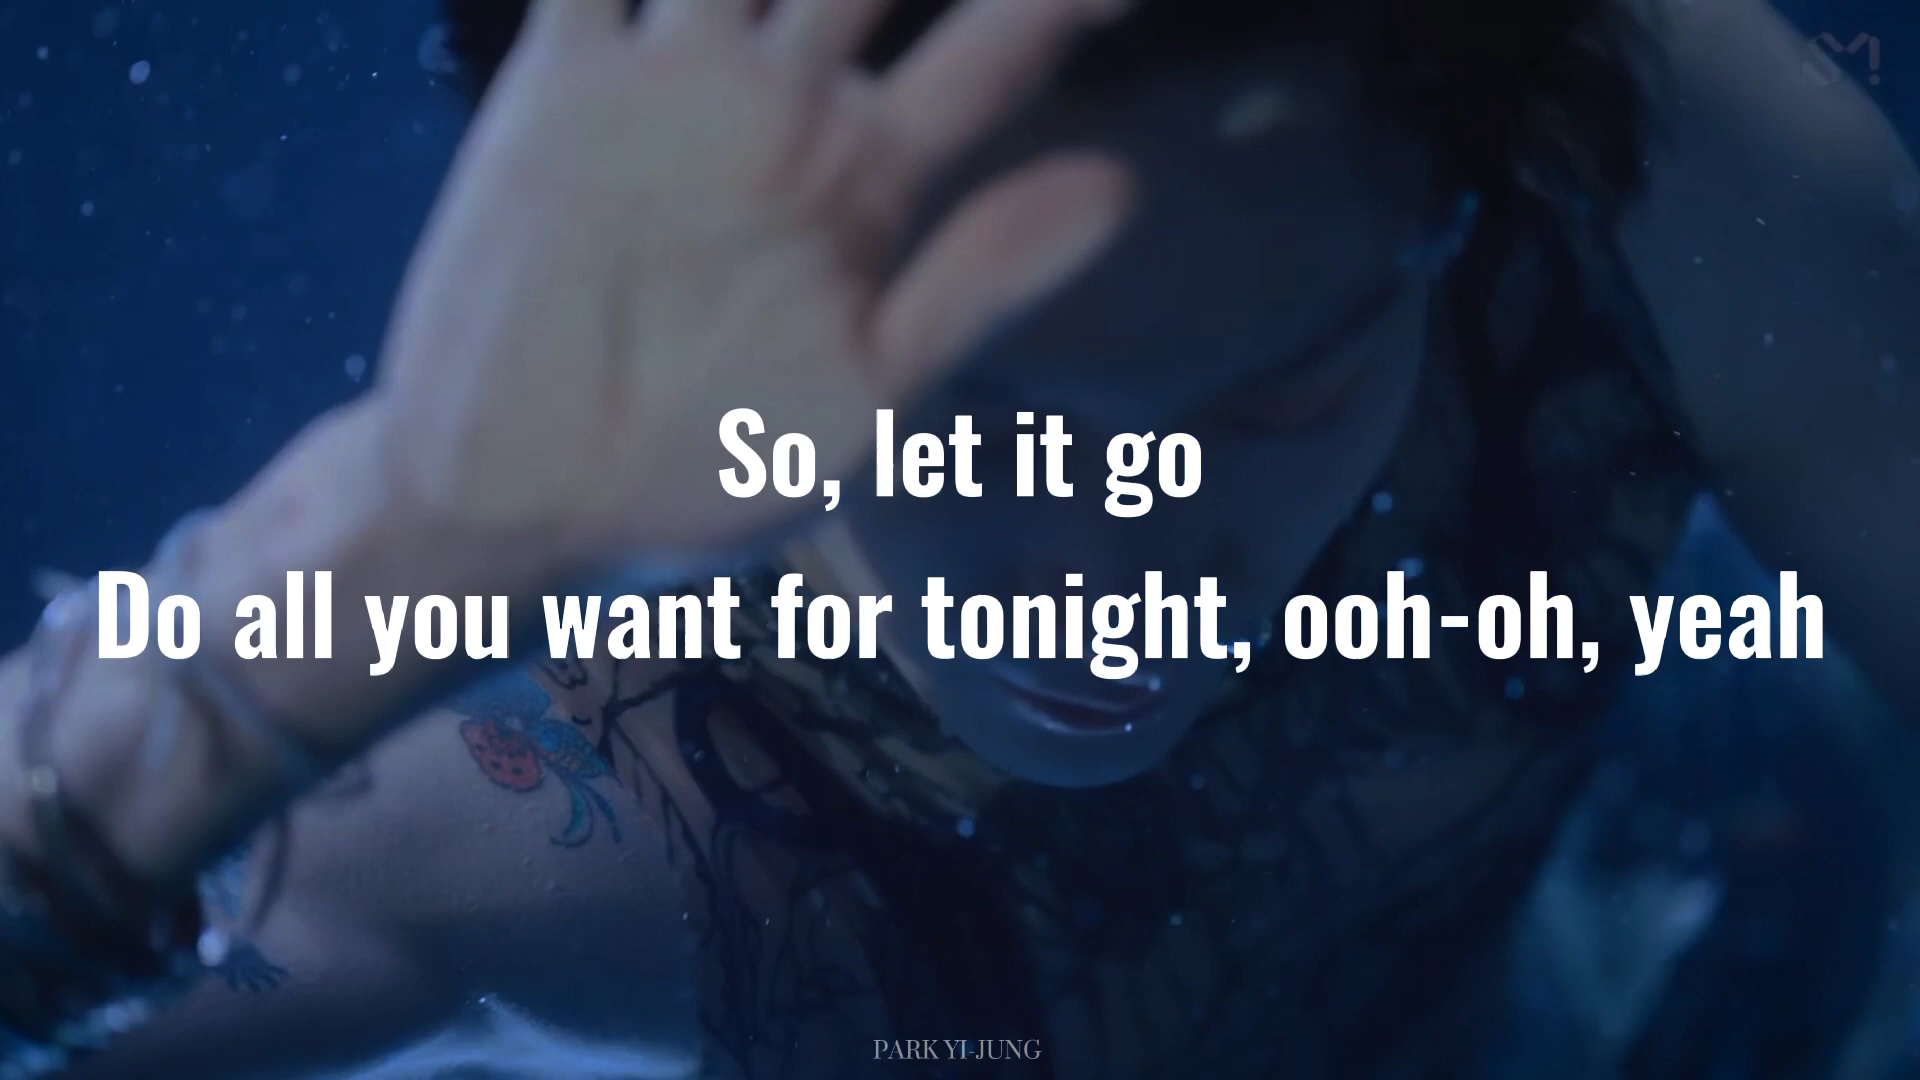 So, let it go
Do all you want for tonight, ooh-oh, yeah
PARK YI-JUNG